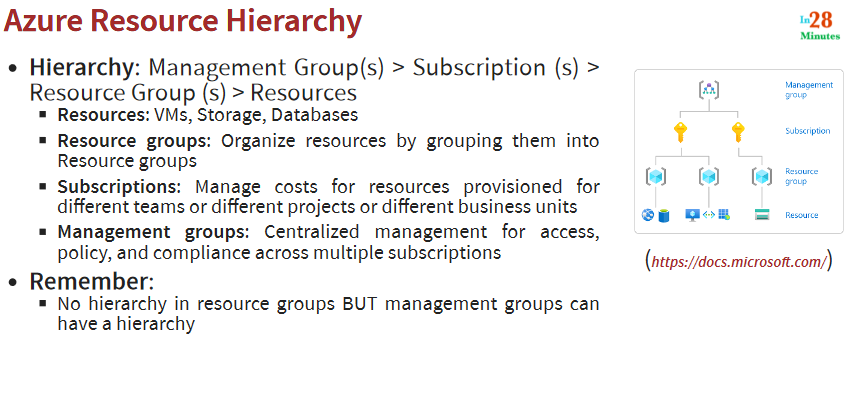 Azure Resource Hierarchy
In28
Minutes
• Hierarchy: Management Group(s) > Subscription (s) >
Resource Group (s) > Resources
▪ Resources: VMs, Storage, Databases
▪ Resource groups: Organize resources by grouping them into
Resource groups
▪ Subscriptions: Manage costs for resources provisioned for
different teams or different projects or different business units
▪ Management groups: Centralized management for access,
policy, and compliance across multiple subscriptions
• Remember:
▪ No hierarchy in resource groups BUT management groups can
have a hierarchy
Management
group
Subscription
Resource
group
Resource
(https://docs.microsoft.com/)